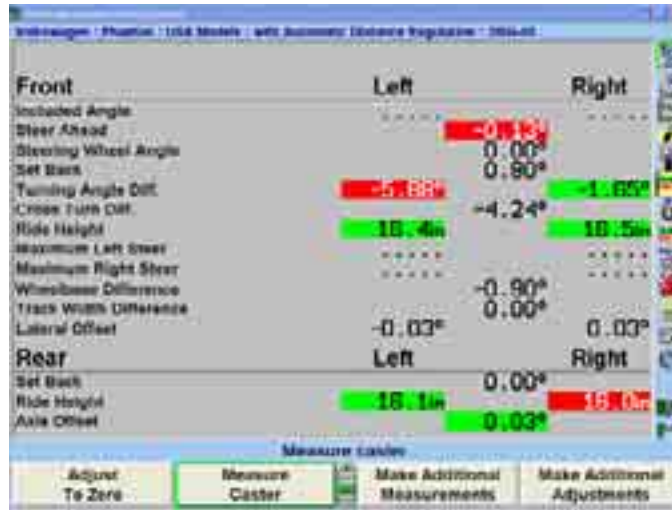 Volkswagen : Phaeton : USA Models : with Automatic Distance Regulation : 2004-05
Front Left Right
Included Angle ----- -----
Steer Ahead -0.13°
Steering Wheel Angle 0.00°
Set Back 0.90°
Turning Angle Diff. -5.88° -1.65°
Cross Turn Diff. -4.24°
Ride Height 18.4in 18.5in
Maximum Left Steer ----- -----
Maximum Right Steer ----- -----
Wheelbase Difference -0.90°
Track Width Difference 0.00°
Lateral Offset -0.03° 0.03°
Rear Left Right
Set Back 0.00°
Ride Height 18.1in
Axle Offset 0.03°
Measure caster
Adjust Measure Make Additional Make Additional
To Zero Caster Measurements Adjustments